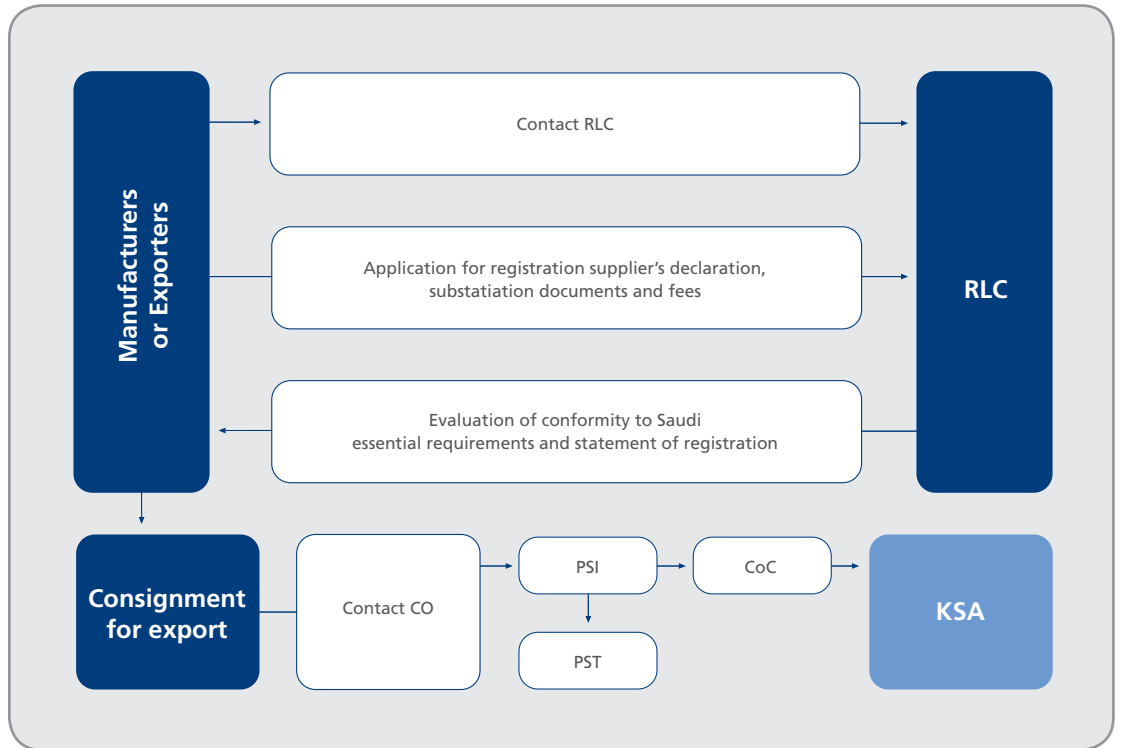 Manufacturers
or Exporters
Contact RLC
Application for registration supplier’s declaration,
substatiation documents and fees
Evaluation of conformity to Saudi
essential requirements and statement of registration
RLC
Consignment
for export
Contact CO
PSI
PST
CoC
KSA